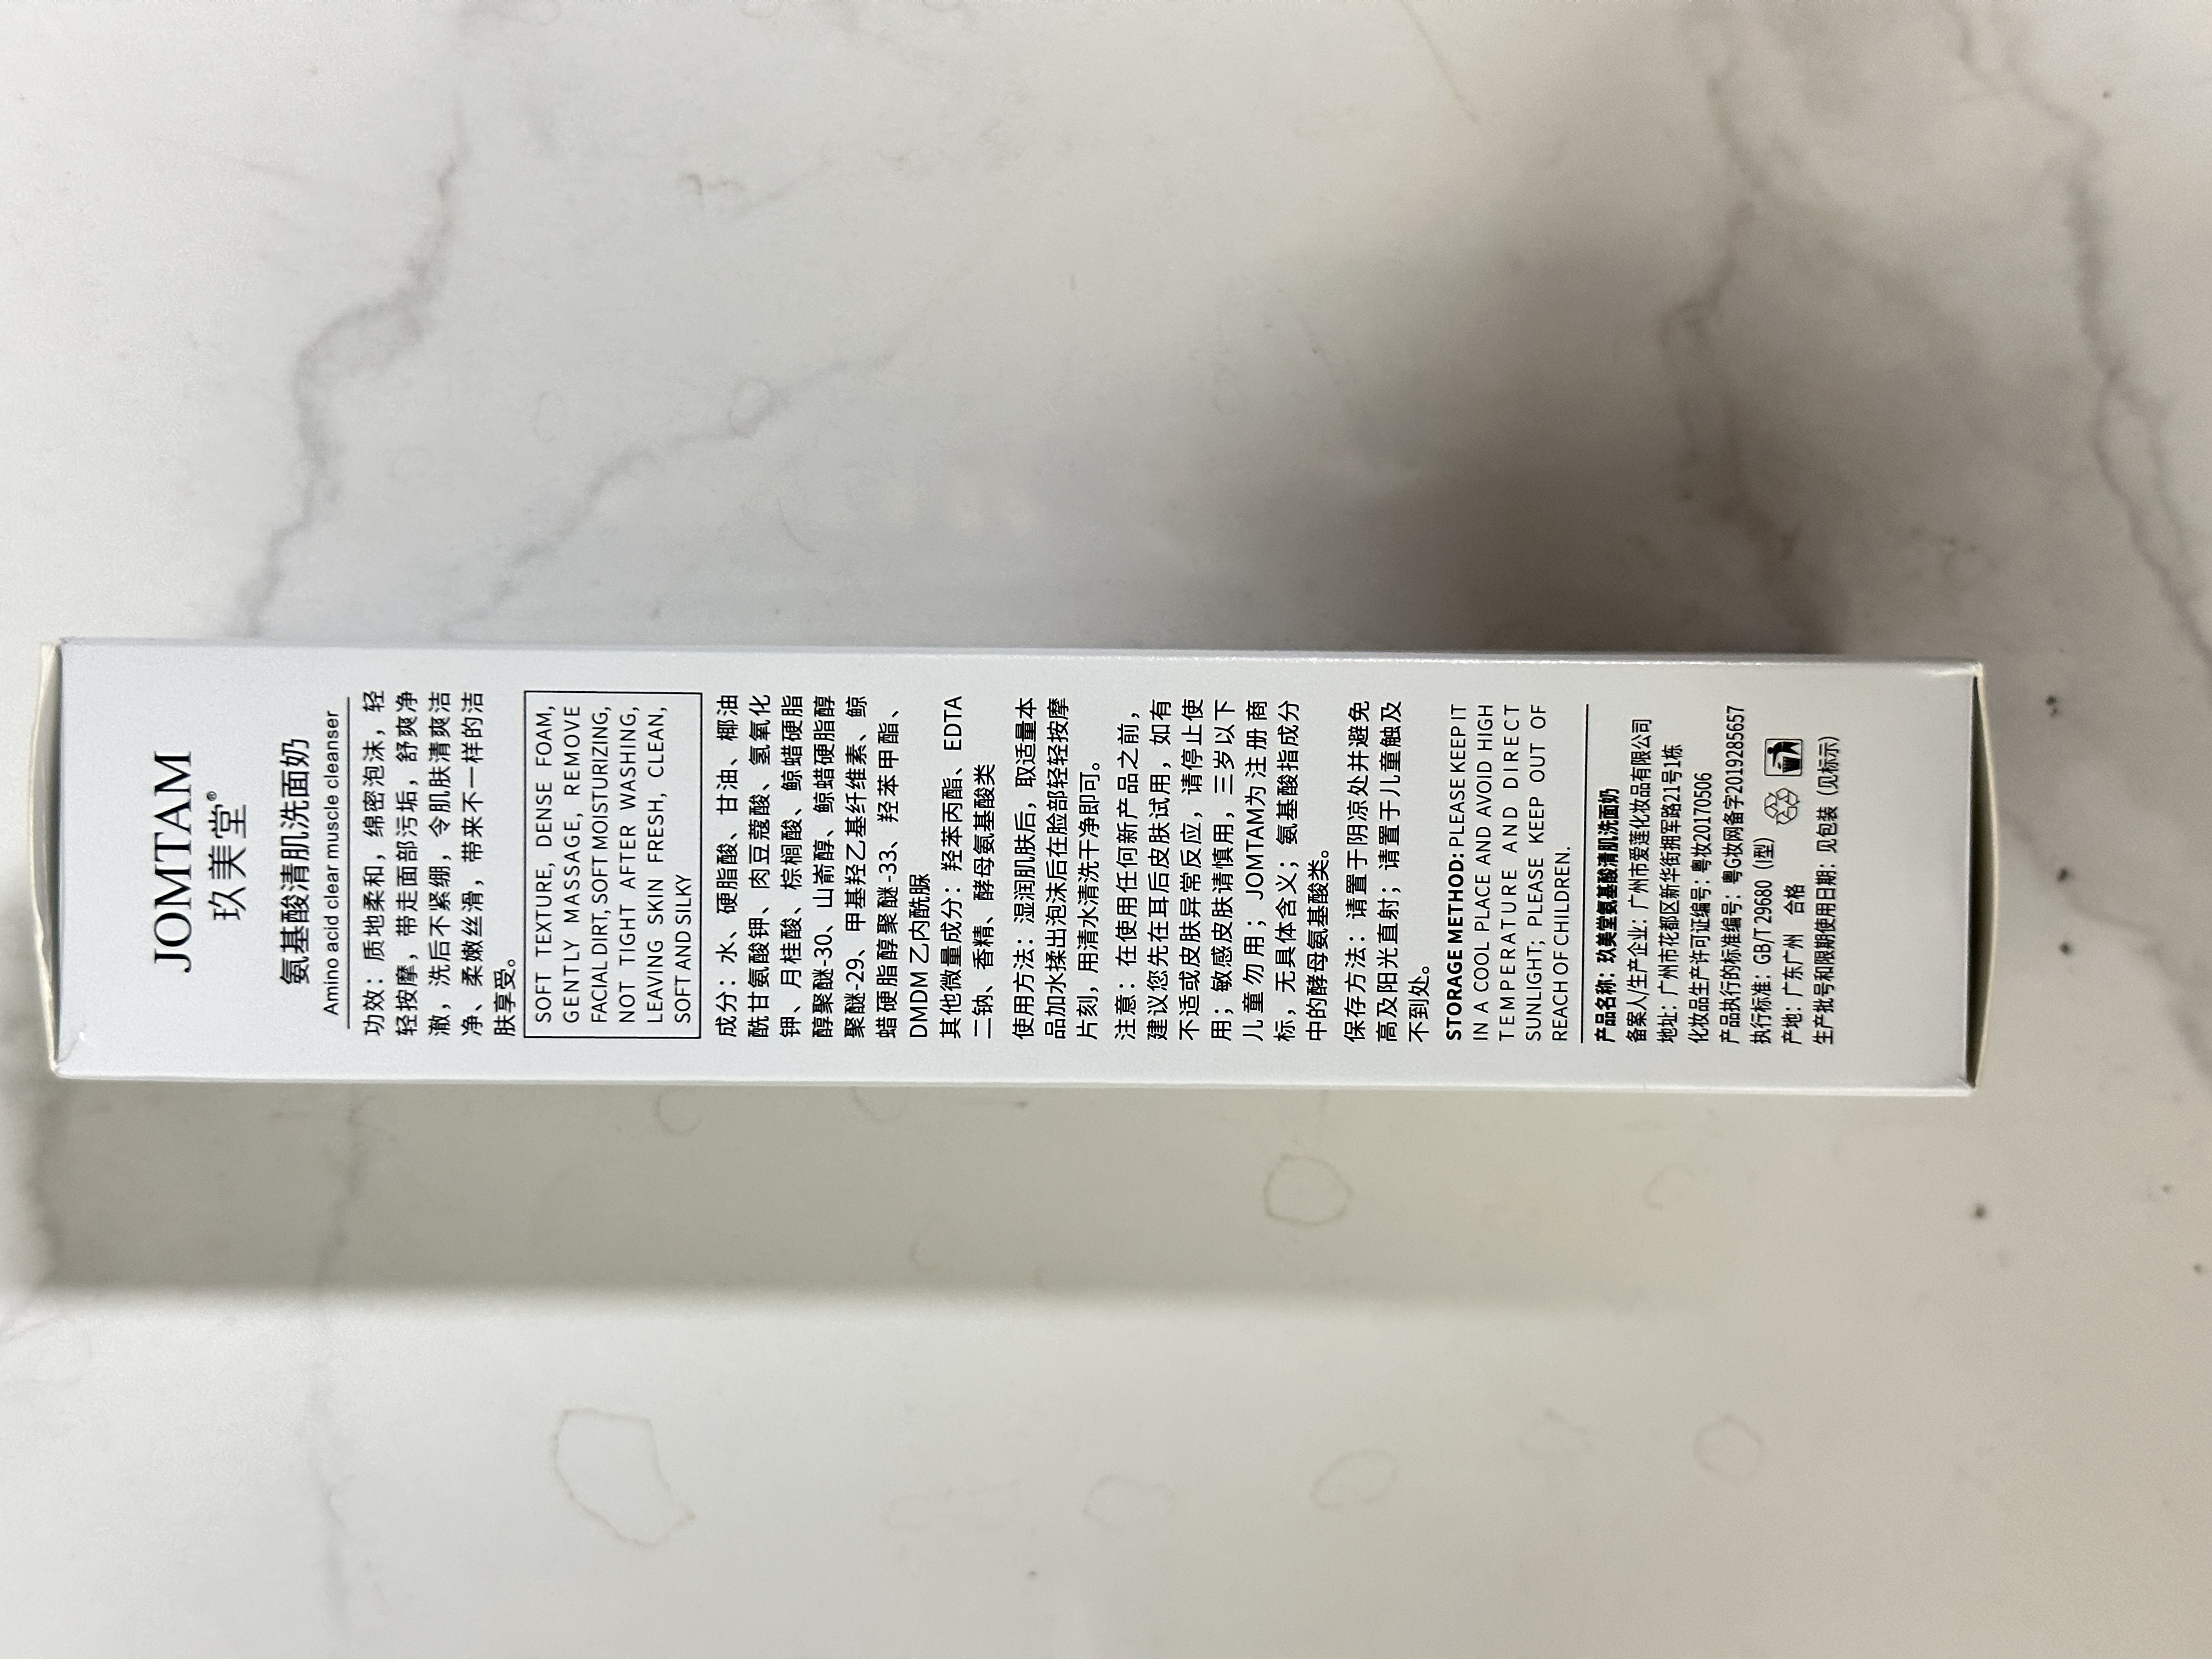 JOMTAM
玖美堂®
氨基酸清肌洗面奶
Amino acid clear muscle cleanser
功效：质地柔和，绵密泡沫，轻
轻按摩，带走面部污垢，舒爽净
澈，洗后不紧绷，令肌肤清爽洁
净、柔嫩丝滑，带来不一样的洁
肤享受。
SOFT TEXTURE, DENSE FOAM,
GENTLY MASSAGE, REMOVE
FACIAL DIRT, SOFT MOISTURIZING,
NOT TIGHT AFTER WASHING,
LEAVING SKIN FRESH, CLEAN,
SOFT AND SILKY
成分：水、硬脂酸、甘油、椰油
酰甘氨酸钾、肉豆蔻酸、氢氧化
钾、月桂酸、棕榈酸、鲸蜡硬脂
醇聚醚-30、山嵛醇、鲸蜡硬脂醇
聚醚-29、甲基羟乙基纤维素、鲸
蜡硬脂醇聚醚-33、羟苯甲酯、
DMDM 乙内酰脲
其他微量成分：羟苯丙酯、EDTA
二钠、香精、酵母氨基酸类
使用方法：湿润肌肤后，取适量本
品加水揉出泡沫后在脸部轻轻按摩
片刻，用清水清洗干净即可。
注意：在使用任何新产品之前，
建议您先在耳后皮肤试用，如有
不适或皮肤异常反应，请停止使
用；敏感皮肤请慎用，三岁以下
儿童勿用；JOMTAM为注册商
标，无具体含义；氨基酸指成分
中的酵母氨基酸类。
保存方法：请置于阴凉处并避免
高及阳光直射；请置于儿童触及
不到处。
STORAGE METHOD: PLEASE KEEP IT
IN A COOL PLACE AND AVOID HIGH
TEMPERATURE AND DIRECT
SUNLIGHT; PLEASE KEEP OUT OF
REACH OF CHILDREN.
产品名称：玖美堂氨基酸清肌洗面奶
备案人/生产企业：广州市爱莲化妆品有限公司
地址：广州市花都区新华街拥军路21号1栋
化妆品生产许可证编号：粤妆20170506
产品执行的标准编号：粤G妆网备字2019285657
执行标准：GB/T 29680（I型）
产地：广东广州 合格
生产批号和限期使用日期：见包装（见标示）